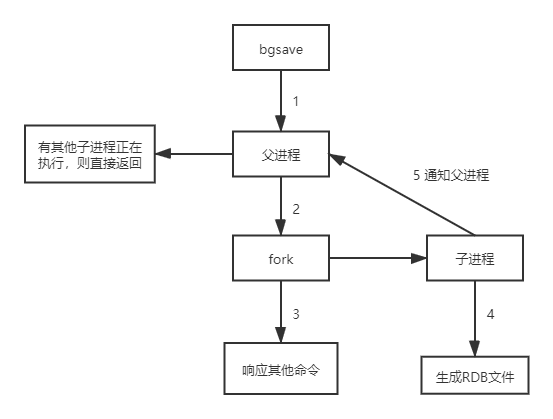 bgsave
1
有其他子进程正在
执行，则直接返回
父进程
5 通知父进程
2
fork
子进程
3
4
响应其他命令
生成RDB文件